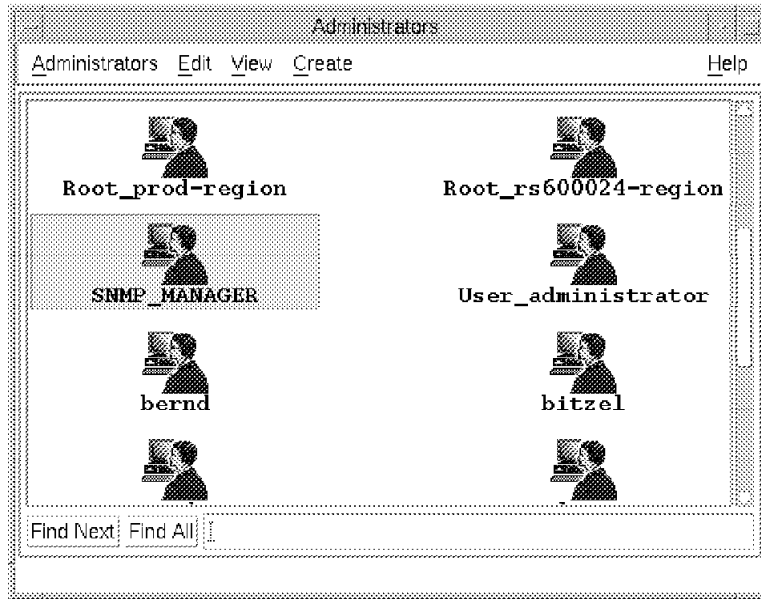 Administrators
Administrators Edit View Create Help
Root_prod-region Root_rs600024-region
SNMP_MANAGER User_administrator
bernd bitzel
Find Next Find All